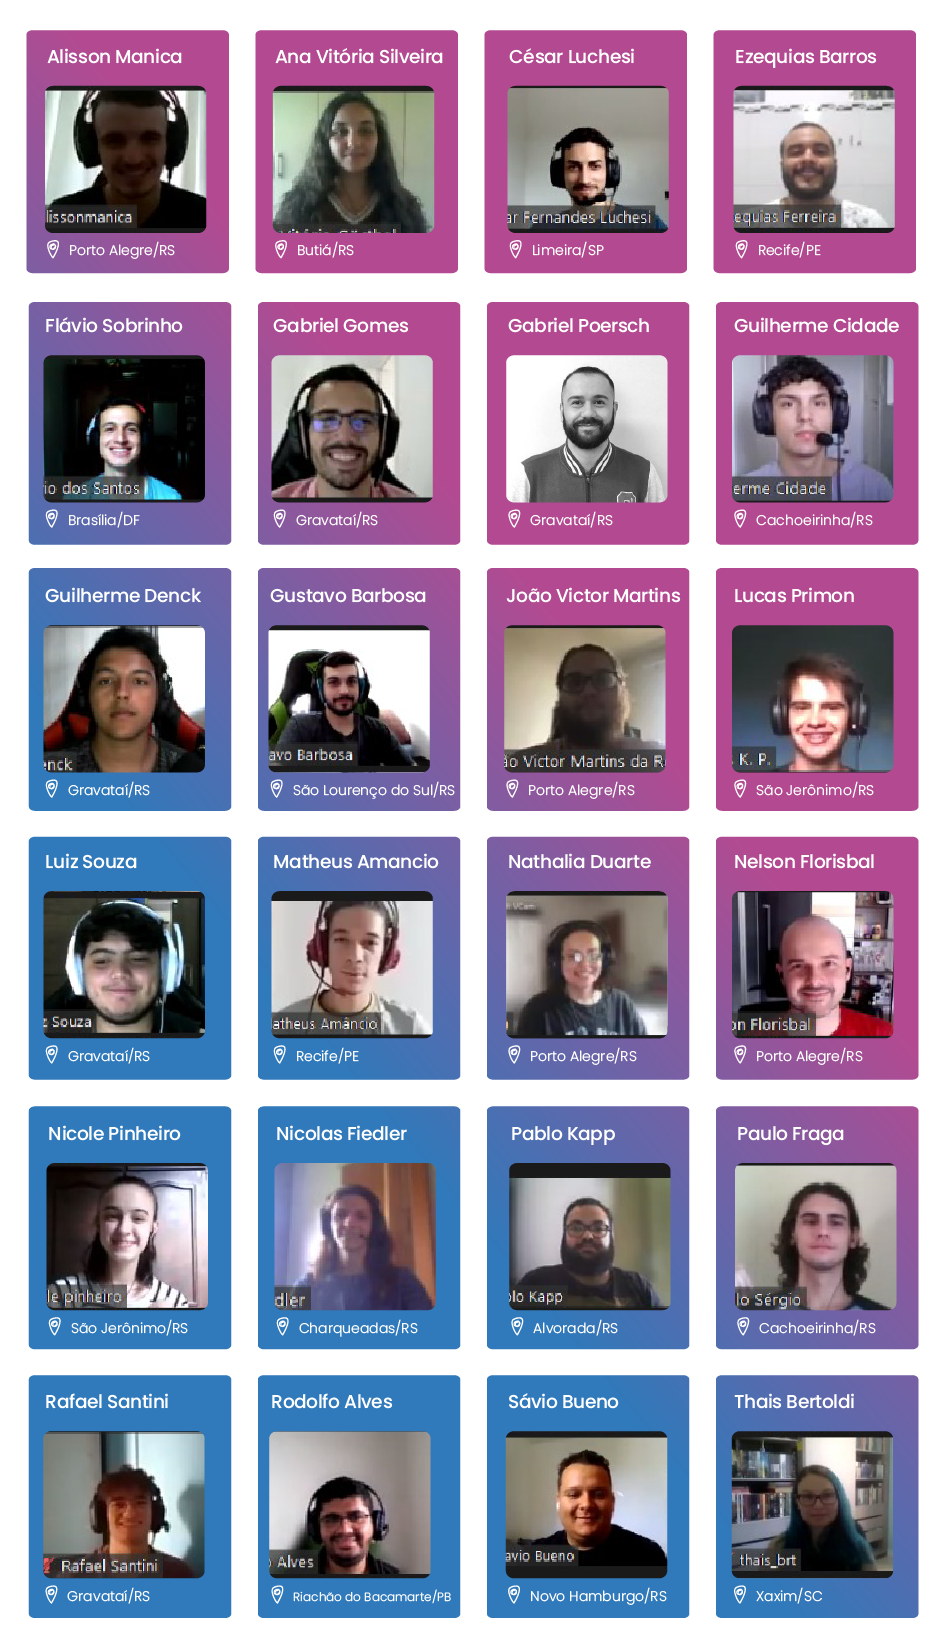 Alisson Manica
Ana Vitória Silveira
César Luchesi
Ezequias Barros
lissonmanica
ar Fernandes Luchesi
equias Ferreira
Porto Alegre/RS
Butiá/RS
Limeira/SP
Recife/PE
Flávio Sobrinho
Gabriel Gomes
Gabriel Poersch
Guilherme Cidade
io dos Santos
erme Cidade
Brasília/DF
Gravataí/RS
Gravataí/RS
Cachoeirinha/RS
Guilherme Denck
Gustavo Barbosa
João Victor Martins
Lucas Primon
enck
avo Barbosa
ão Victor Martins da R
K. P.
Gravataí/RS
São Lourenço do Sul/RS
Porto Alegre/RS
São Jerônimo/RS
Luiz Souza
Matheus Amancio
Nathalia Duarte
Nelson Florisbal
z Souza
atheus Amâncio
on Florisbal
Gravataí/RS
Recife/PE
Porto Alegre/RS
Porto Alegre/RS
Nicole Pinheiro
Nicolas Fiedler
Pablo Kapp
Paulo Fraga
le pinheiro
dler
blo Kapp
lo Sérgio
São Jerônimo/RS
Charqueadas/RS
Alvorada/RS
Cachoeirinha/RS
Rafael Santini
Rodolfo Alves
Sávio Bueno
Thais Bertoldi
Rafael Santini
o Alves
avio Bueno
thais_brt
Gravataí/RS
Riachão do Bacamarte/PB
Novo Hamburgo/RS
Xaxim/SC